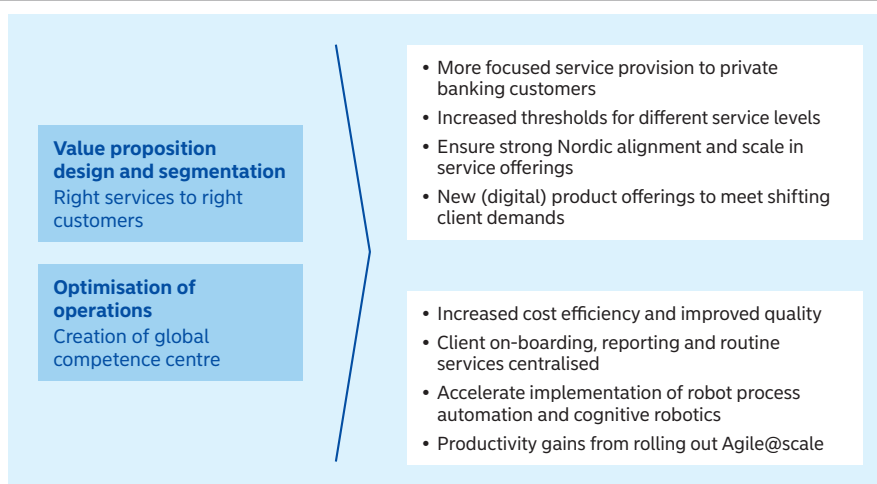 Value proposition
design and segmentation
Right services to right
customers
Optimisation of
operations
Creation of global
competence centre
• More focused service provision to private
banking customers
• Increased thresholds for different service levels
• Ensure strong Nordic alignment and scale in
service offerings
• New (digital) product offerings to meet shifting
client demands
• Increased cost efficiency and improved quality
• Client on-boarding, reporting and routine
services centralised
• Accelerate implementation of robot process
automation and cognitive robotics
• Productivity gains from rolling out Agile@scale